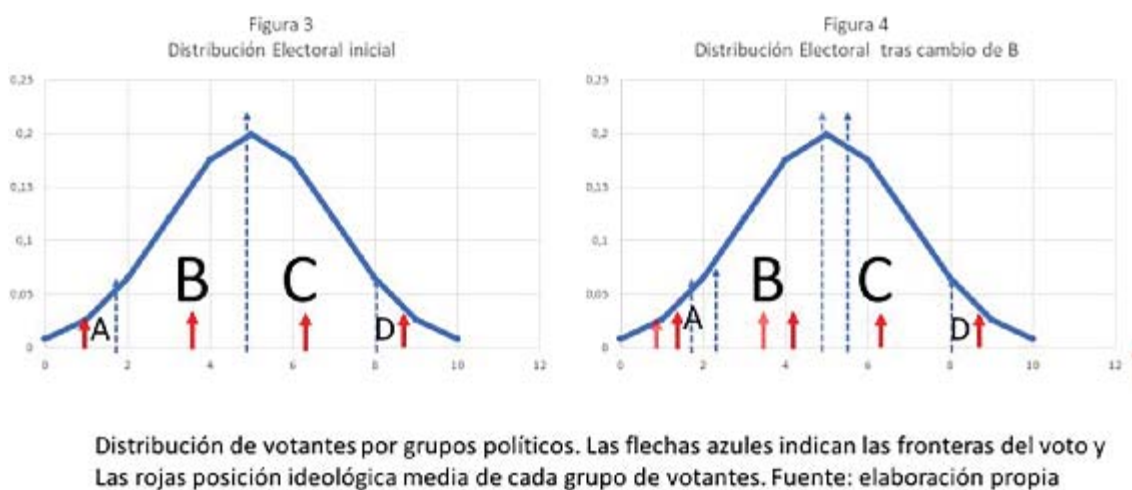 Figura 3
Distribución Electoral inicial
0,25
0,2
0,15
0,1
0,05
0
A
B
C
D
0
2
4
6
8
10
12
Figura 4
Distribución Electoral tras cambio de B
0,25
0,2
0,15
0,1
0,05
0
A
B
C
D
0
2
4
6
8
10
12
Distribución de votantes por grupos políticos. Las flechas azules indican las fronteras del voto y
Las rojas posición ideológica media de cada grupo de votantes. Fuente: elaboración propia